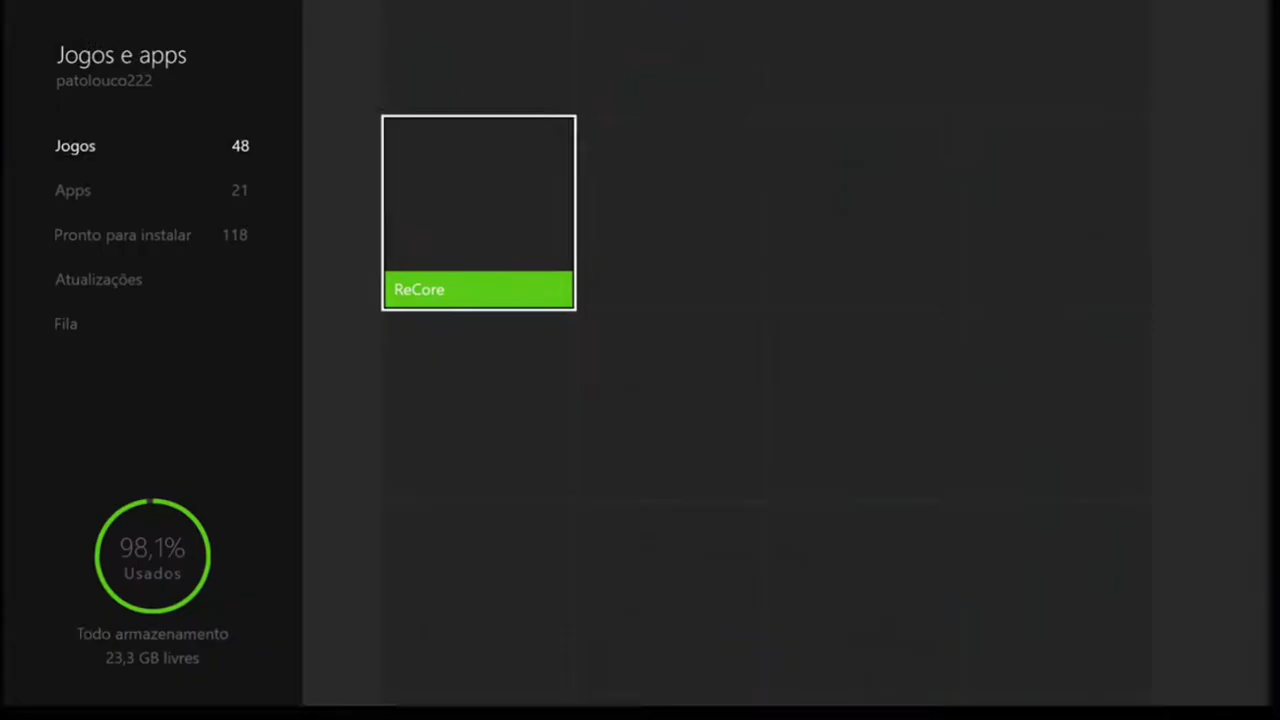 Jogos e apps
patolouco222
Jogos 48
Apps 21
Pronto para instalar 118
Atualizações
Fila
ReCore
98,1%
Usados
Todo armazenamento
23,3 GB livres